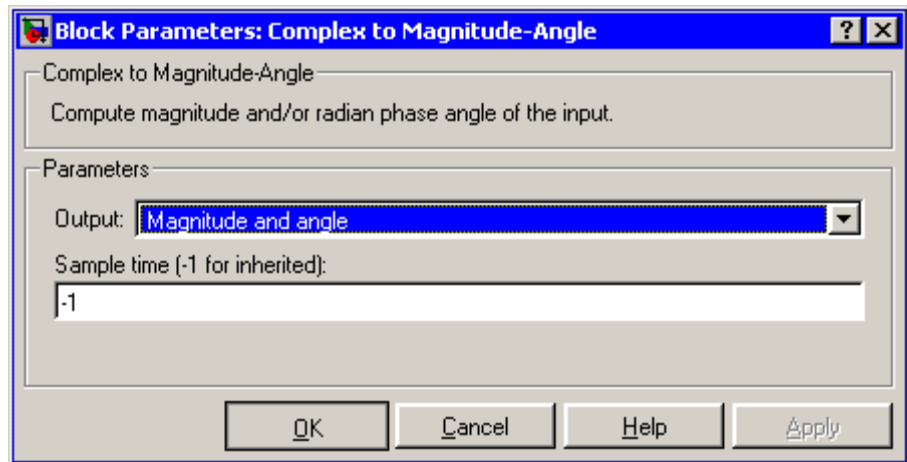 Block Parameters: Complex to Magnitude-Angle
Complex to Magnitude-Angle
Compute magnitude and/or radian phase angle of the input.
Parameters
Output: Magnitude and angle
Sample time (-1 for inherited):
-1
OK Cancel Help Apply